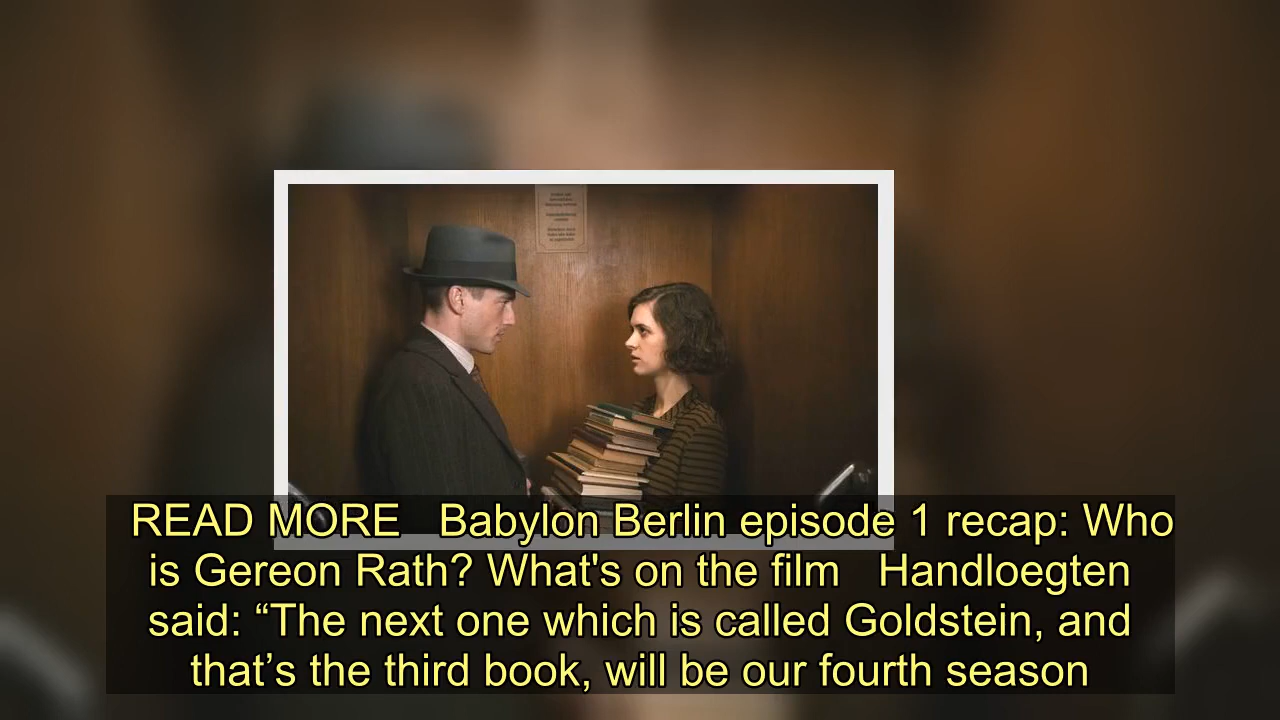 READ MORE Babylon Berlin episode 1 recap: Who
is Gereon Rath? What's on the film Handloegten
said: “The next one which is called Goldstein, and
that’s the third book, will be our fourth season